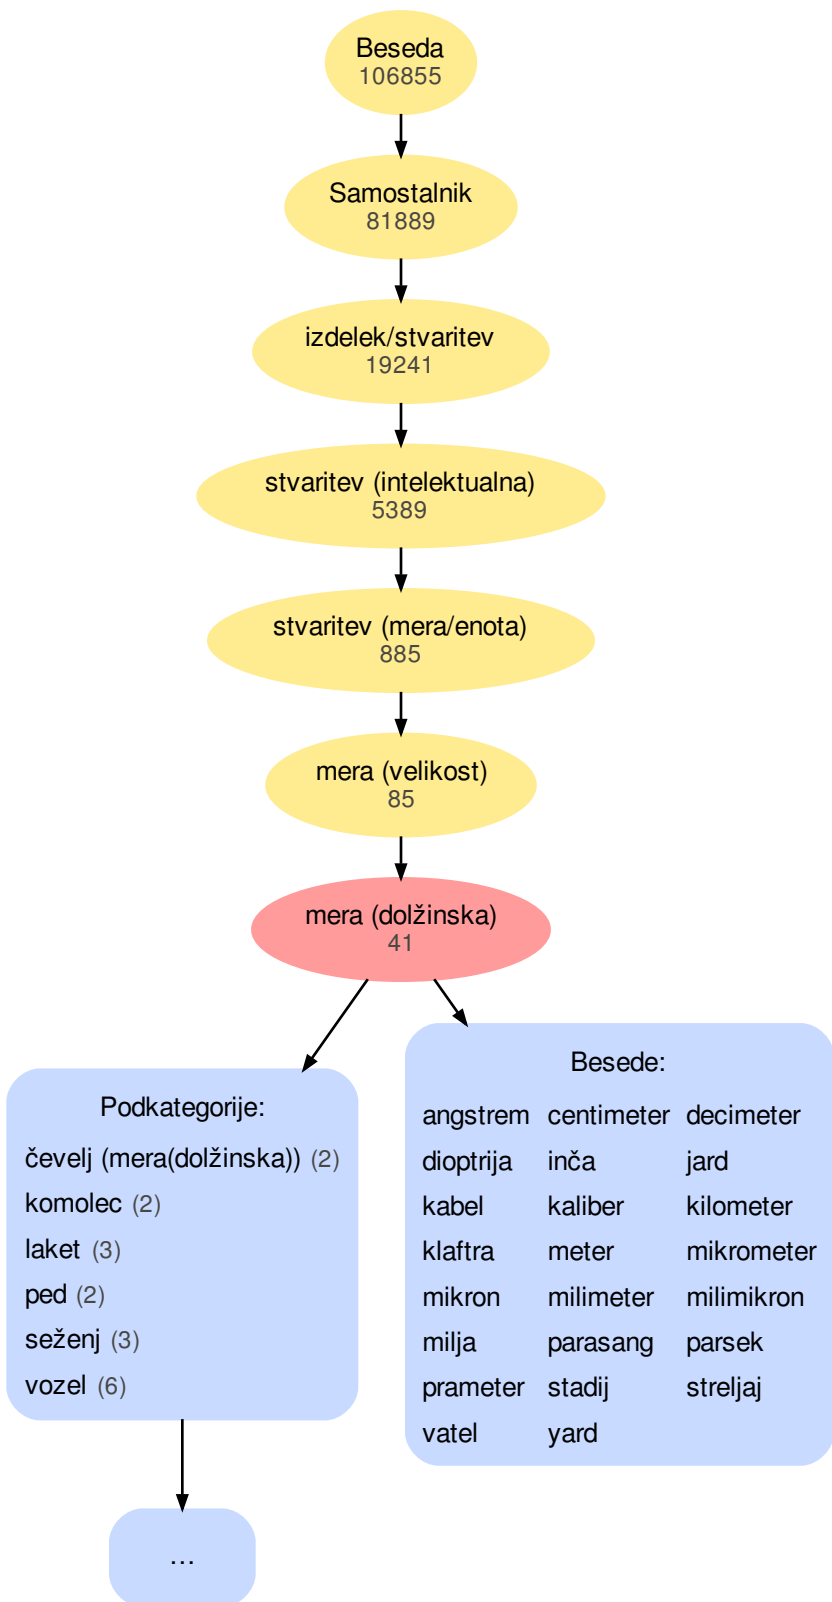 Beseda
106855
Samostalnik
81889
izdelek/stvaritev
19241
stvaritev (intelektualna)
5389
stvaritev (mera/enota)
885
mera (velikost)
85
mera (dolžinska)
41
Podkategorije:
čevelj (mera(dolžinska)) (2)
komolec (2)
laket (3)
ped (2)
seženj (3)
vozel (6)
...
Besede:
angstrem centimeter decimeter
dioptrija inča jard
kabel kaliber kilometer
klaftra meter mikrometer
mikron milimeter milimikron
milja parasang parsek
prameter stadij streljaj
vatel yard